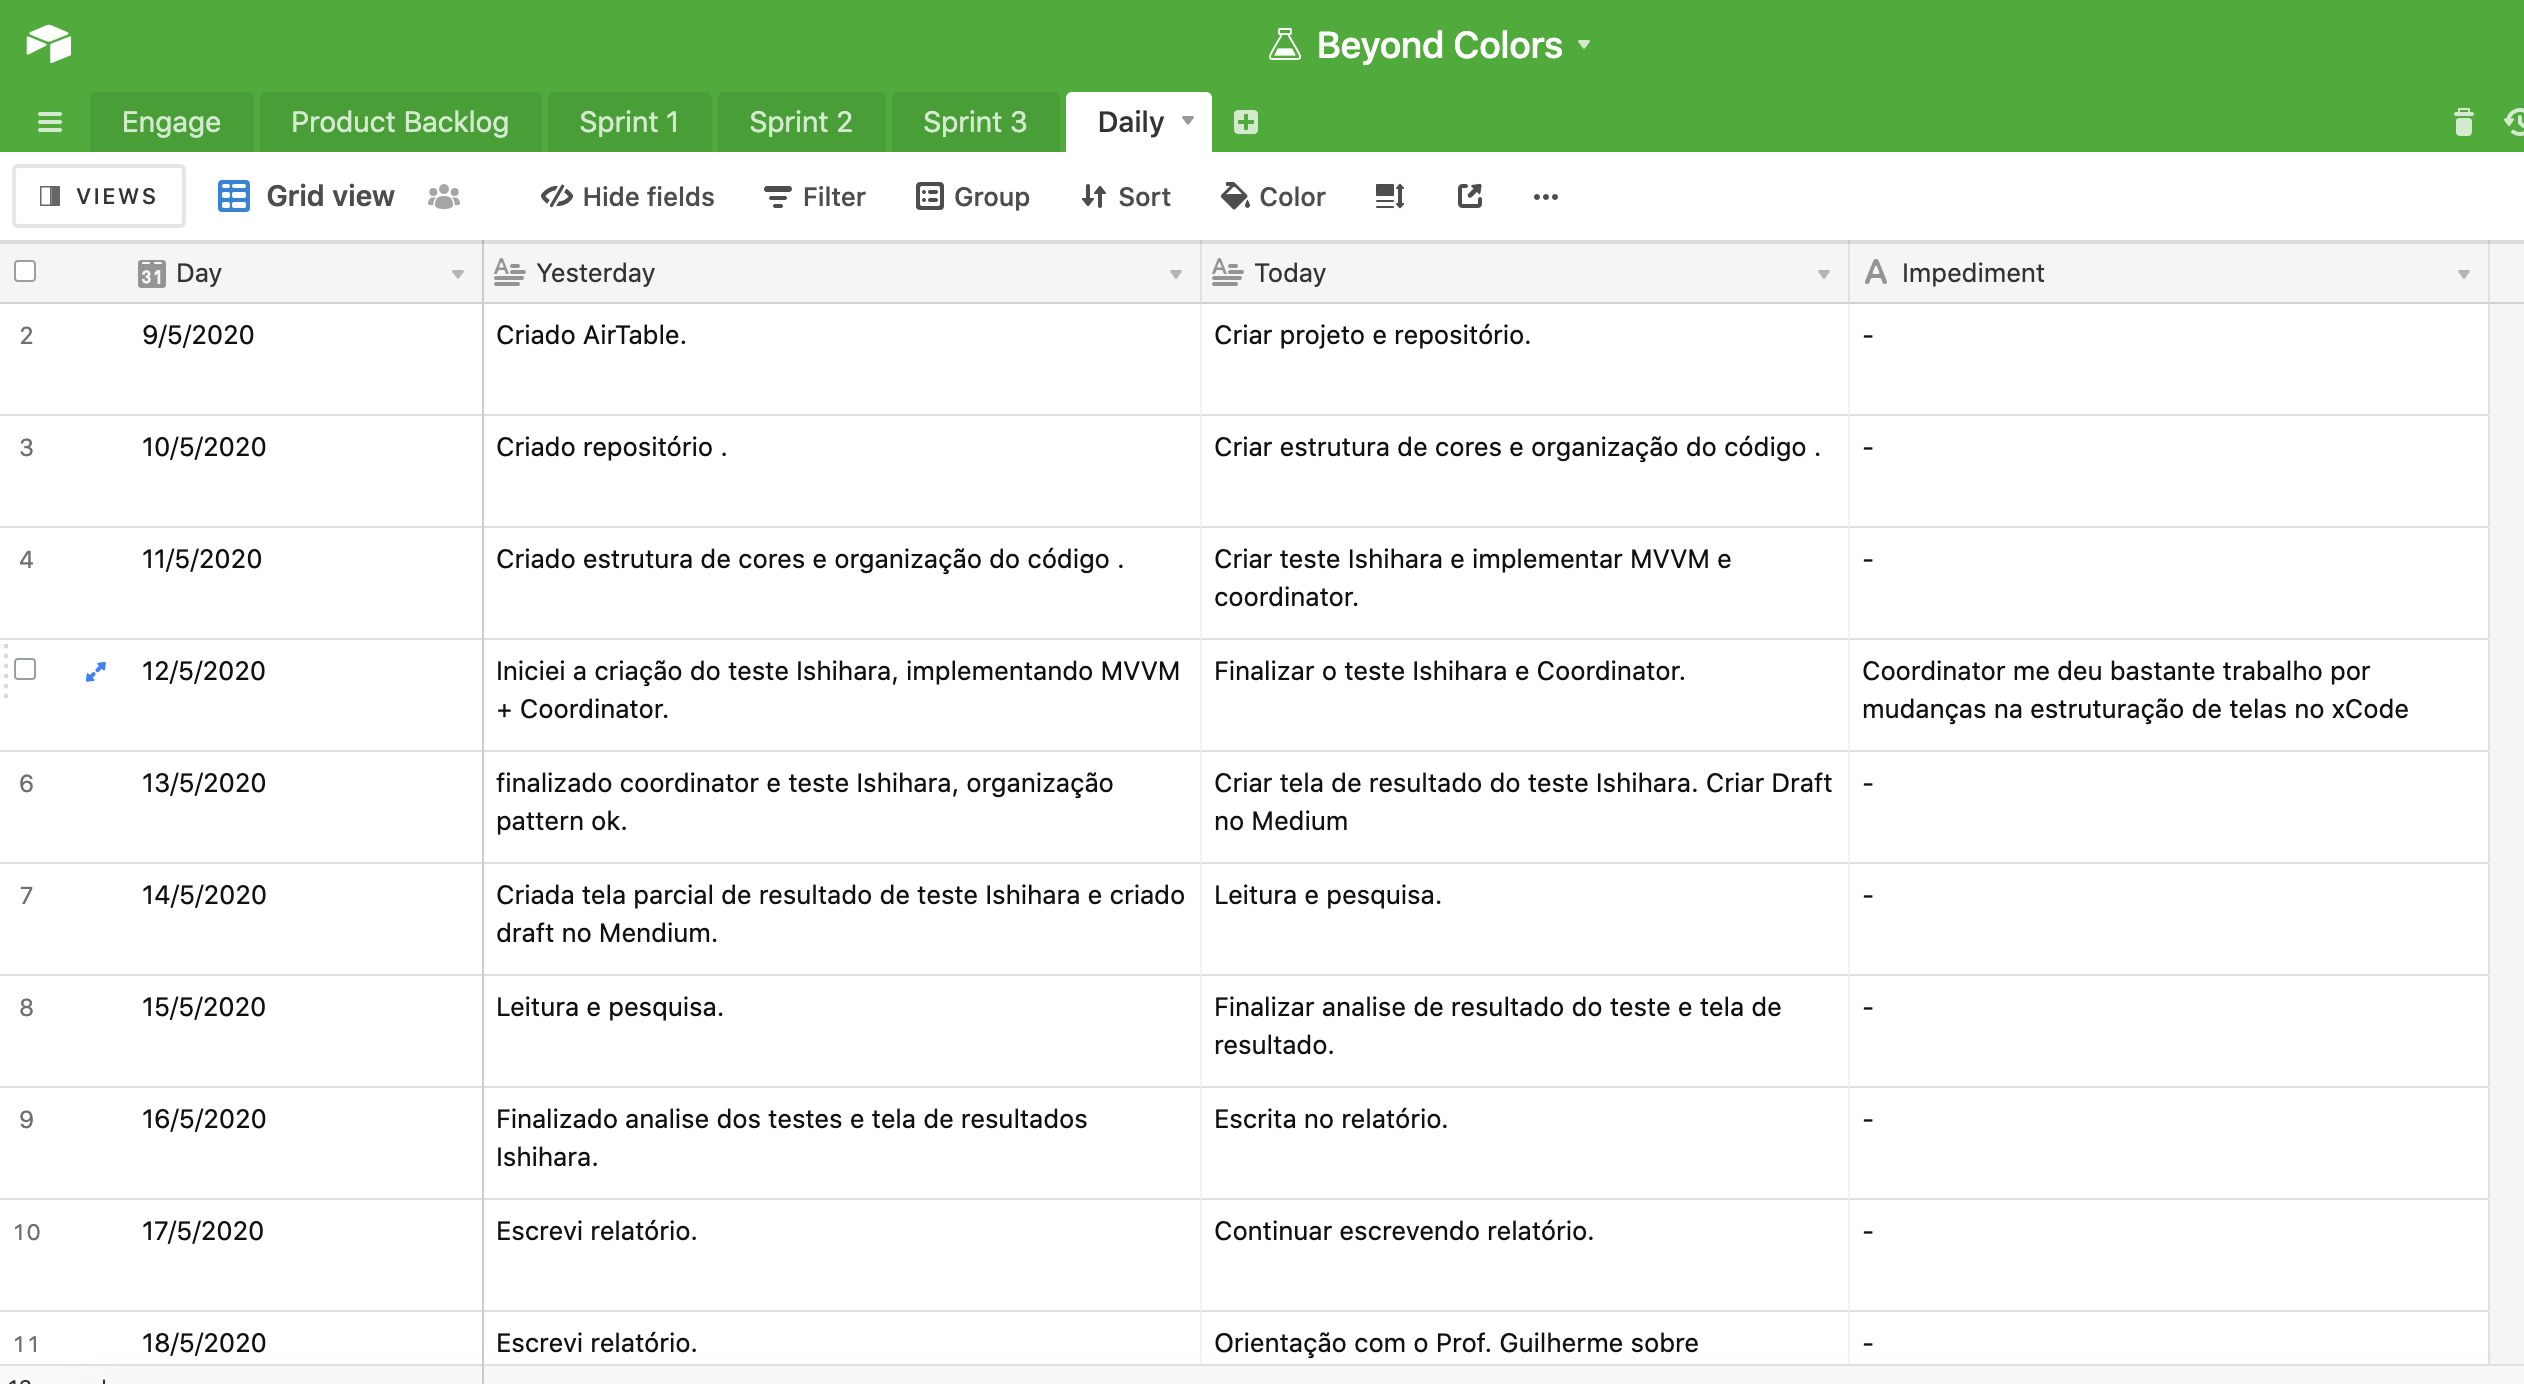 Beyond Colors
Engage Product Backlog Sprint 1 Sprint 2 Sprint 3 Daily
VIEWS Grid view Hide fields Filter Group Sort Color
31 Day Yesterday Today Impediment
2 9/5/2020 Criado AirTable. Criar projeto e repositório. -
3 10/5/2020 Criado repositório . Criar estrutura de cores e organização do código . -
4 11/5/2020 Criado estrutura de cores e organização do código . Criar teste Ishihara e implementar MVVM e -
coordinator.
12/5/2020 Iniciei a criação do teste Ishihara, implementando MVVM Finalizar o teste Ishihara e Coordinator. Coordinator me deu bastante trabalho por
+ Coordinator. mudanças na estruturação de telas no xCode
6 13/5/2020 finalizado coordinator e teste Ishihara, organização Criar tela de resultado do teste Ishihara. Criar Draft -
pattern ok. no Medium
7 14/5/2020 Criada tela parcial de resultado de teste Ishihara e criado Leitura e pesquisa. -
draft no Mendium.
8 15/5/2020 Leitura e pesquisa. Finalizar analise de resultado do teste e tela de -
resultado.
9 16/5/2020 Finalizado analise dos testes e tela de resultados Escrita no relatório. -
Ishihara.
10 17/5/2020 Escrevi relatório. Continuar escrevendo relatório. -
11 18/5/2020 Escrevi relatório. Orientação com o Prof. Guilherme sobre -